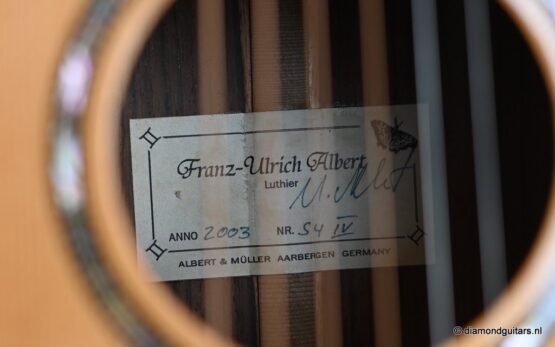 Franz-Ulrich Albert
Luthier
ANNO 2003 NR. S4 IV
ALBERT & MÜLLER AARBERGEN GERMANY
© diamondguitars.nl